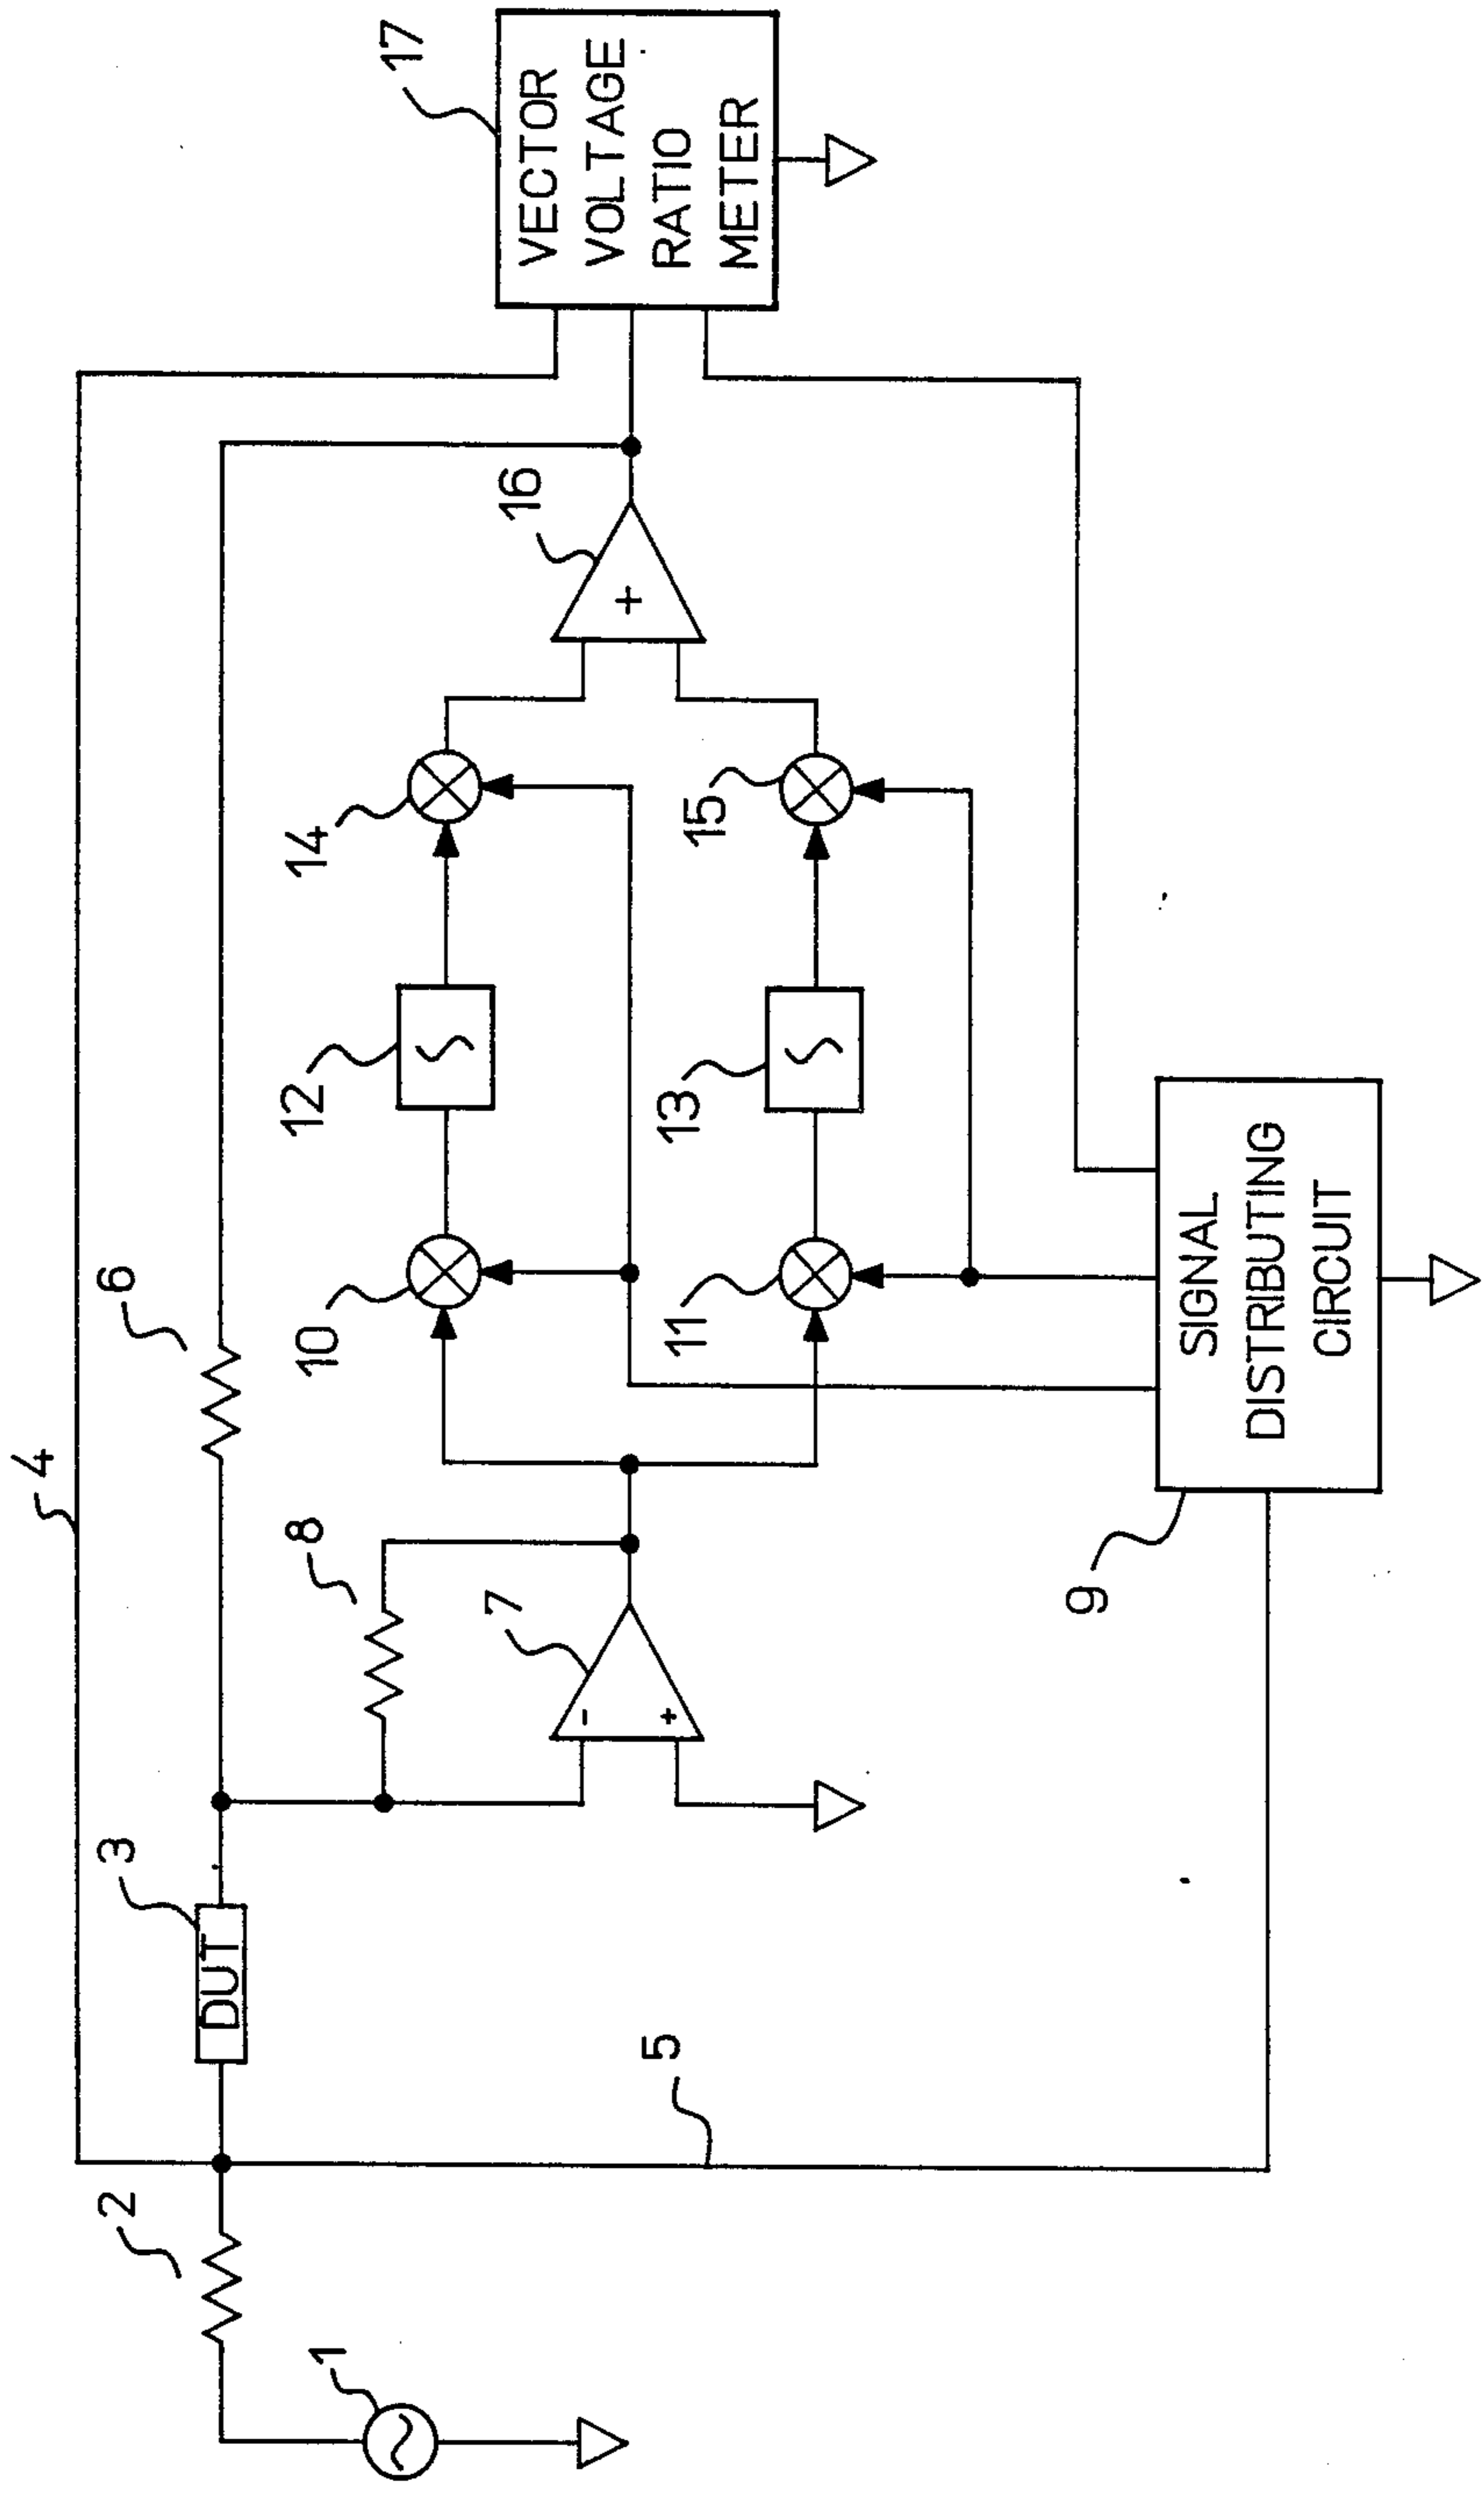 4
6
17
VECTOR
VOLTAGE
RATIO
METER
2
3
DUT
8
10
12
14
16
+
1
7
-
+
5
11
13
15
9
SIGNAL
DISTRIBUTING
CIRCUIT